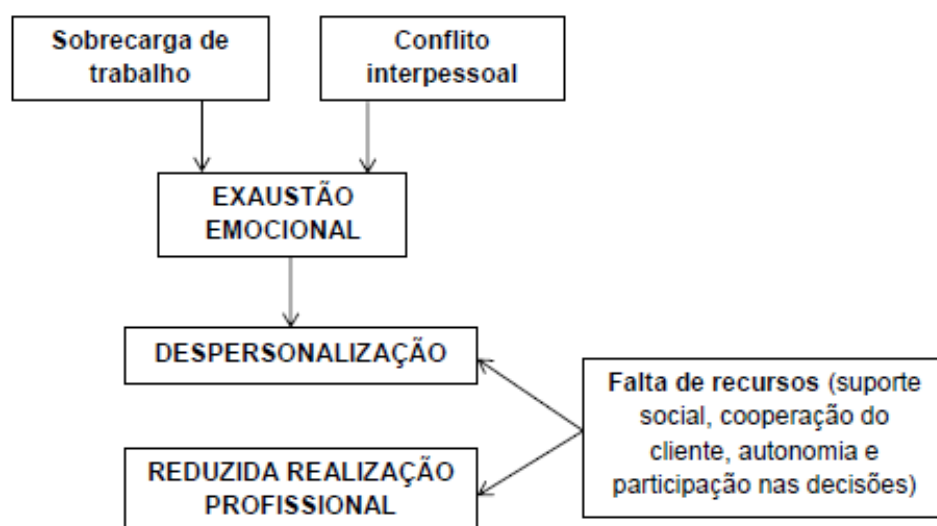 Sobrecarga de
trabalho
Conflito
interpessoal
EXAUSTÃO
EMOCIONAL
DESPERSONALIZAÇÃO
Falta de recursos (suporte
social, cooperação do
cliente, autonomia e
participação nas decisões)
REDUZIDA REALIZAÇÃO
PROFISSIONAL